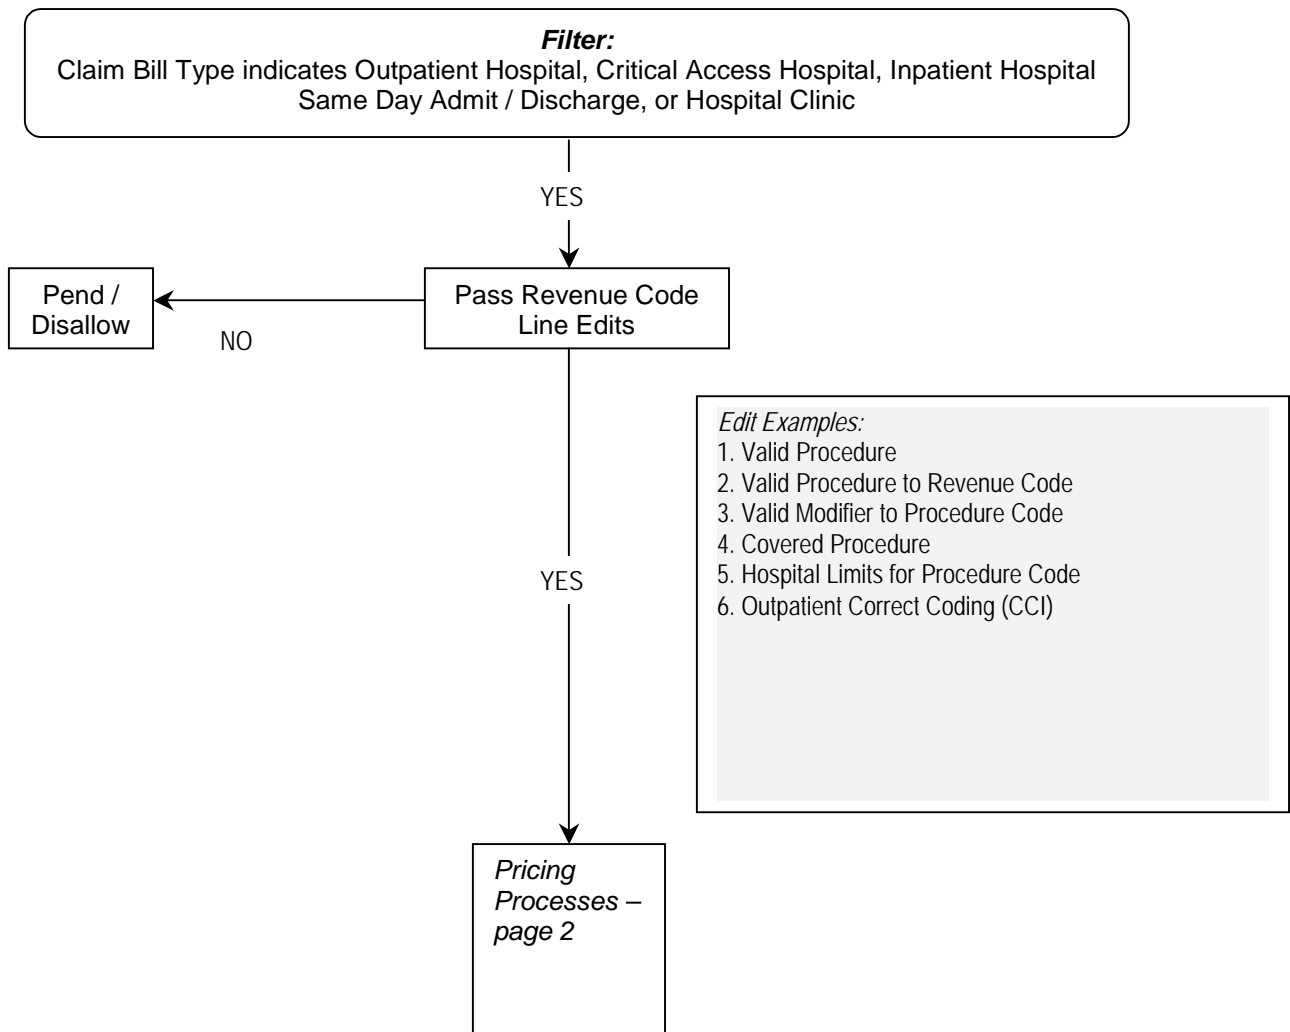 Filter:
Claim Bill Type indicates Outpatient Hospital, Critical Access Hospital, Inpatient Hospital
Same Day Admit / Discharge, or Hospital Clinic
YES
Pend /
Disallow
NO
Pass Revenue Code
Line Edits
Edit Examples:
1. Valid Procedure
2. Valid Procedure to Revenue Code
3. Valid Modifier to Procedure Code
4. Covered Procedure
5. Hospital Limits for Procedure Code
6. Outpatient Correct Coding (CCI)
YES
Pricing
Processes –
page 2